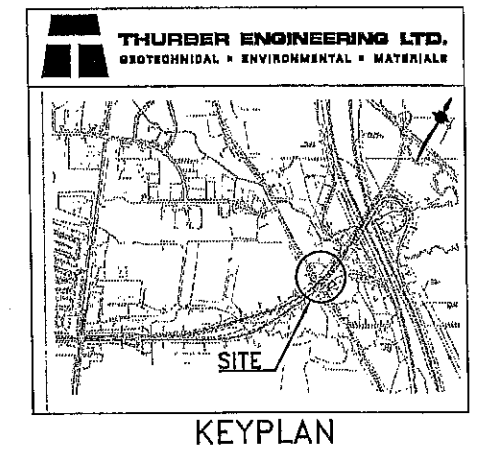 THURBER ENGINEERING LTD.
GEOTECHNICAL ▪ ENVIRONMENTAL ▪ MATERIALS
SITE
KEYPLAN